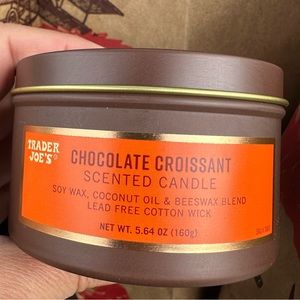 TRADER
JOE'S®
CHOCOLATE CROISSANT
SCENTED CANDLE
SOY WAX, COCONUT OIL & BEESWAX BLEND
LEAD FREE COTTON WICK
NET WT. 5.64 OZ (160g)